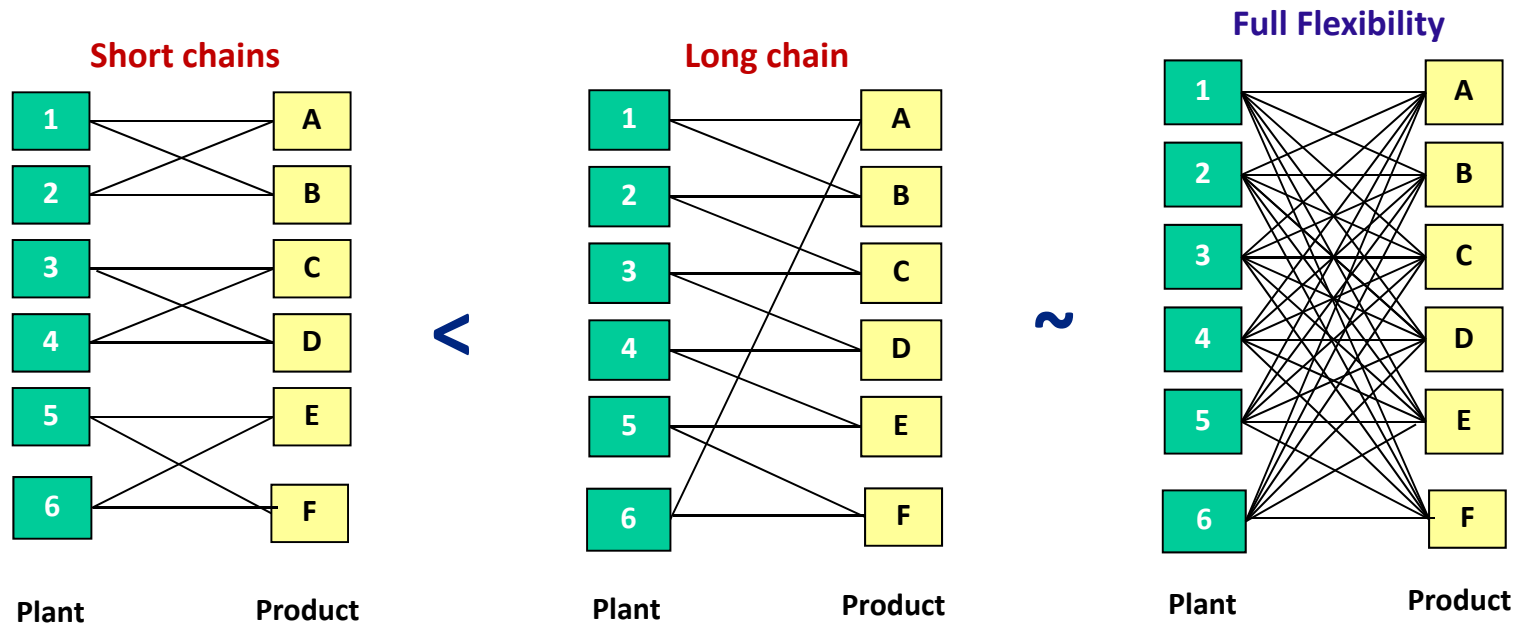 Short chains
1 A
2 B
3 C
4 D
5 E
6 F
Plant Product
<
Long chain
1 A
2 B
3 C
4 D
5 E
6 F
Plant Product
~
Full Flexibility
1 A
2 B
3 C
4 D
5 E
6 F
Plant Product